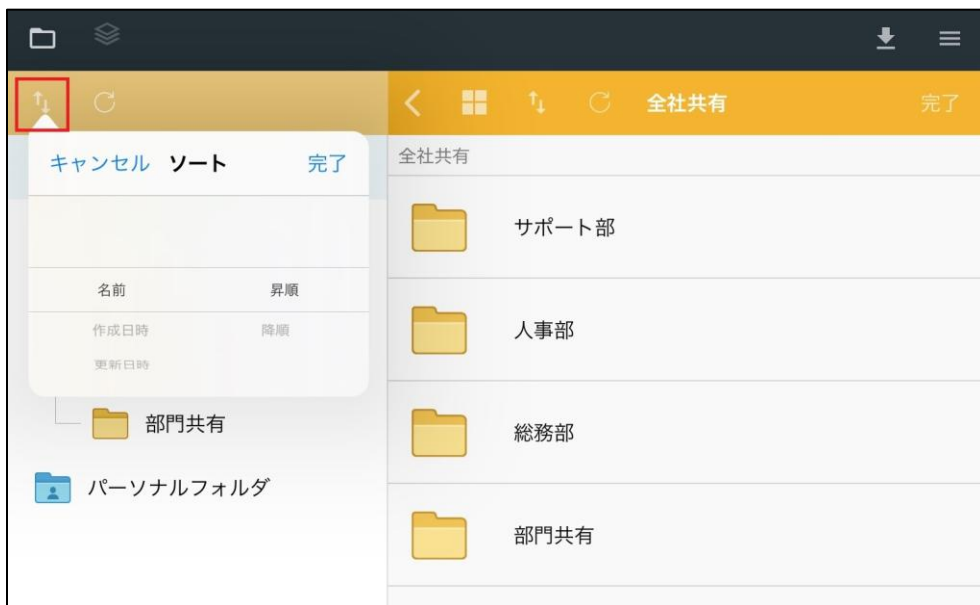 全社共有
完了
キャンセル ソート 完了
名前 昇順
作成日時 降順
更新日時
部門共有
パーソナルフォルダ
全社共有
サポート部
人事部
総務部
部門共有